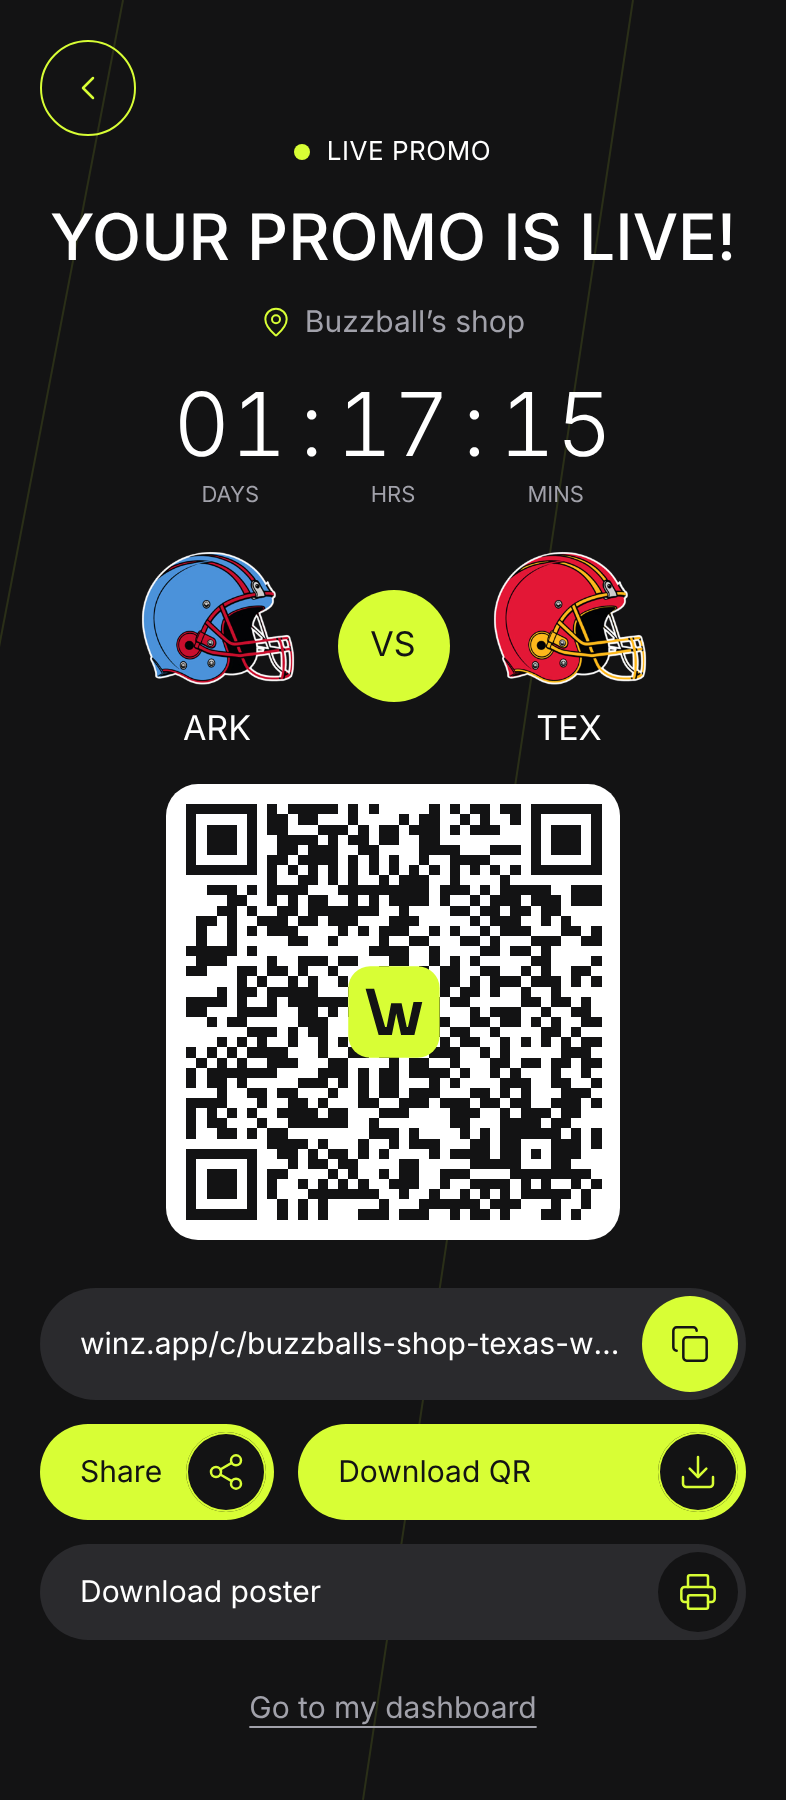 LIVE PROMO
YOUR PROMO IS LIVE!
Buzzball’s shop
01 : 17 : 15
DAYS HRS MINS
VS
ARK TEX
W
winz.app/c/buzzballs-shop-texas-w...
Share Download QR
Download poster
Go to my dashboard